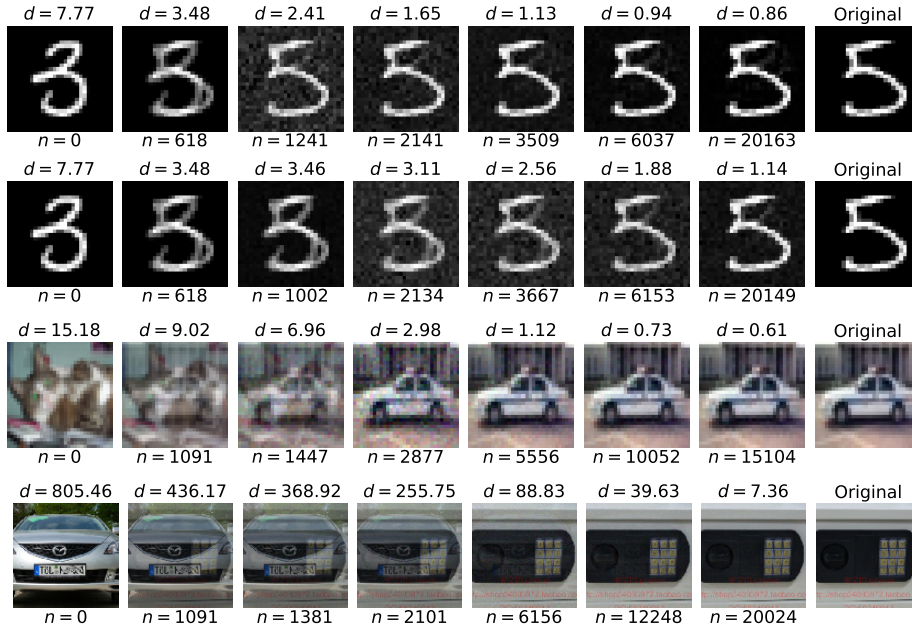 d = 7.77 d = 3.48 d = 2.41 d = 1.65 d = 1.13 d = 0.94 d = 0.86 Original
n = 0 n = 618 n = 1241 n = 2141 n = 3509 n = 6037 n = 20163
d = 7.77 d = 3.48 d = 3.46 d = 3.11 d = 2.56 d = 1.88 d = 1.14 Original
n = 0 n = 618 n = 1002 n = 2134 n = 3667 n = 6153 n = 20149
d = 15.18 d = 9.02 d = 6.96 d = 2.98 d = 1.12 d = 0.73 d = 0.61 Original
n = 0 n = 1091 n = 1447 n = 2877 n = 5556 n = 10052 n = 15104
d = 805.46 d = 436.17 d = 368.92 d = 255.75 d = 88.83 d = 39.63 d = 7.36 Original
n = 0 n = 1091 n = 1381 n = 2101 n = 6156 n = 12248 n = 20024